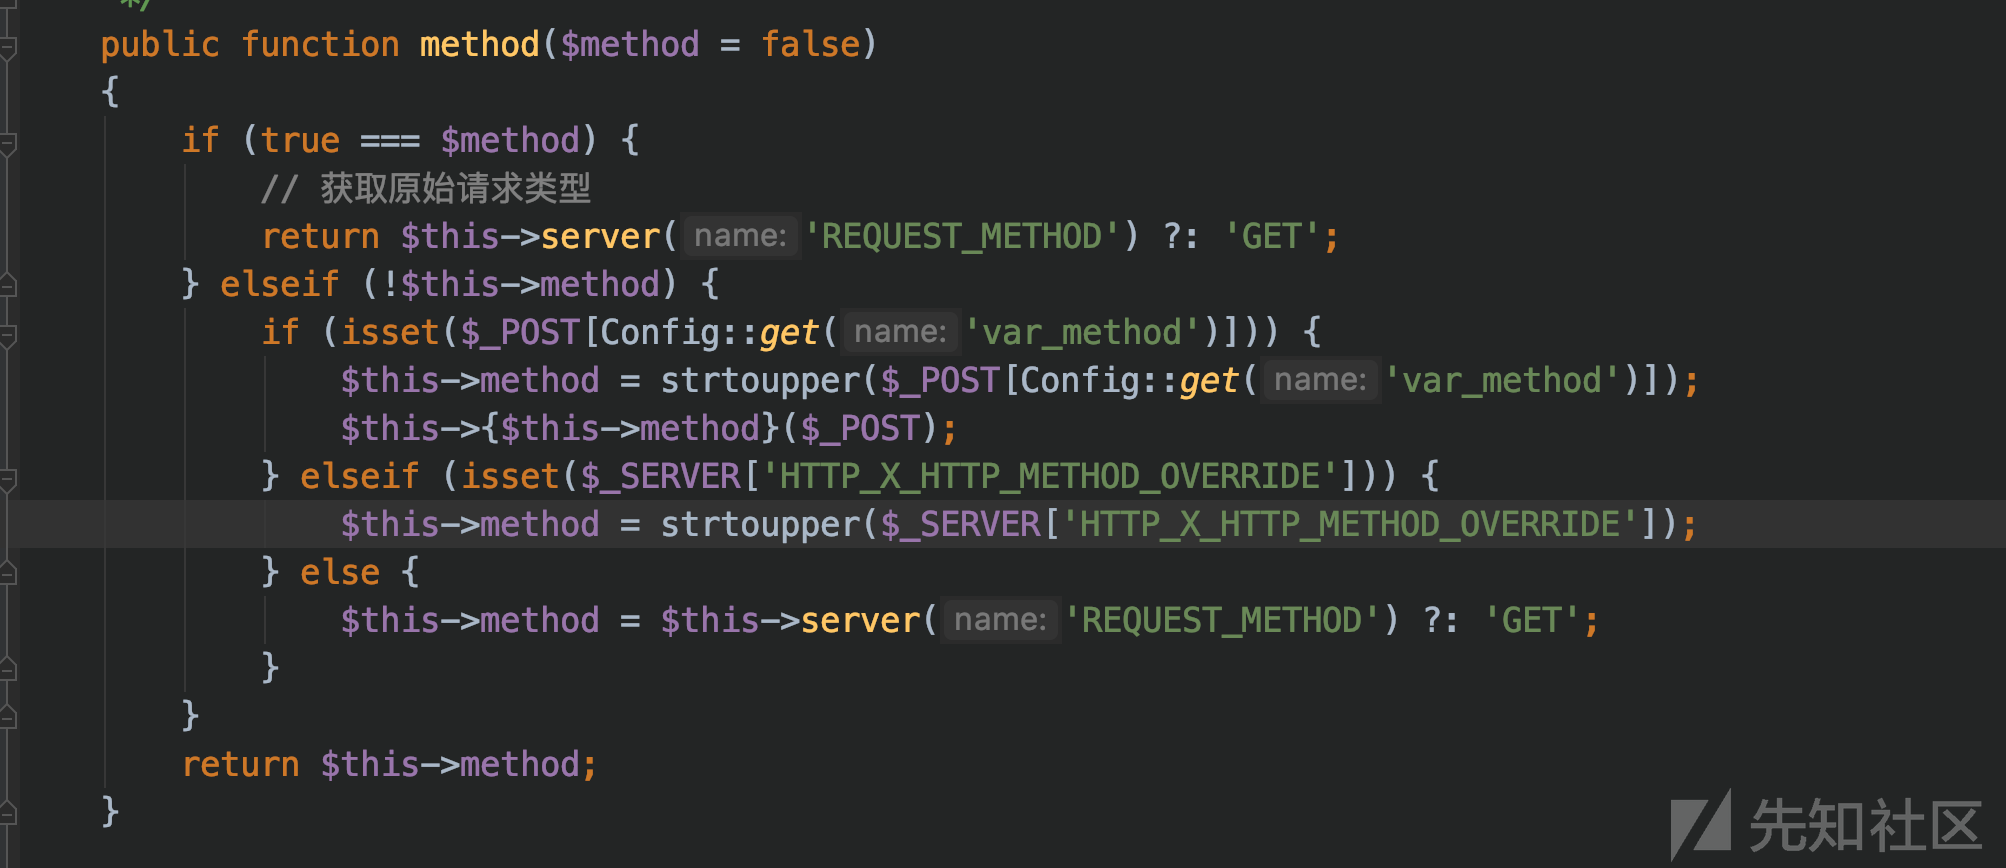 */
public function method($method = false)
{
if (true === $method) {
// 获取原始请求类型
return $this->server( name: 'REQUEST_METHOD') ?: 'GET';
} elseif (!$this->method) {
if (isset($_POST[Config::get( name: 'var_method')])) {
$this->method = strtoupper($_POST[Config::get( name: 'var_method')]);
$this->{$this->method}($_POST);
} elseif (isset($_SERVER['HTTP_X_HTTP_METHOD_OVERRIDE'])) {
$this->method = strtoupper($_SERVER['HTTP_X_HTTP_METHOD_OVERRIDE']);
} else {
$this->method = $this->server( name: 'REQUEST_METHOD') ?: 'GET';
}
}
return $this->method;
}
先知社区